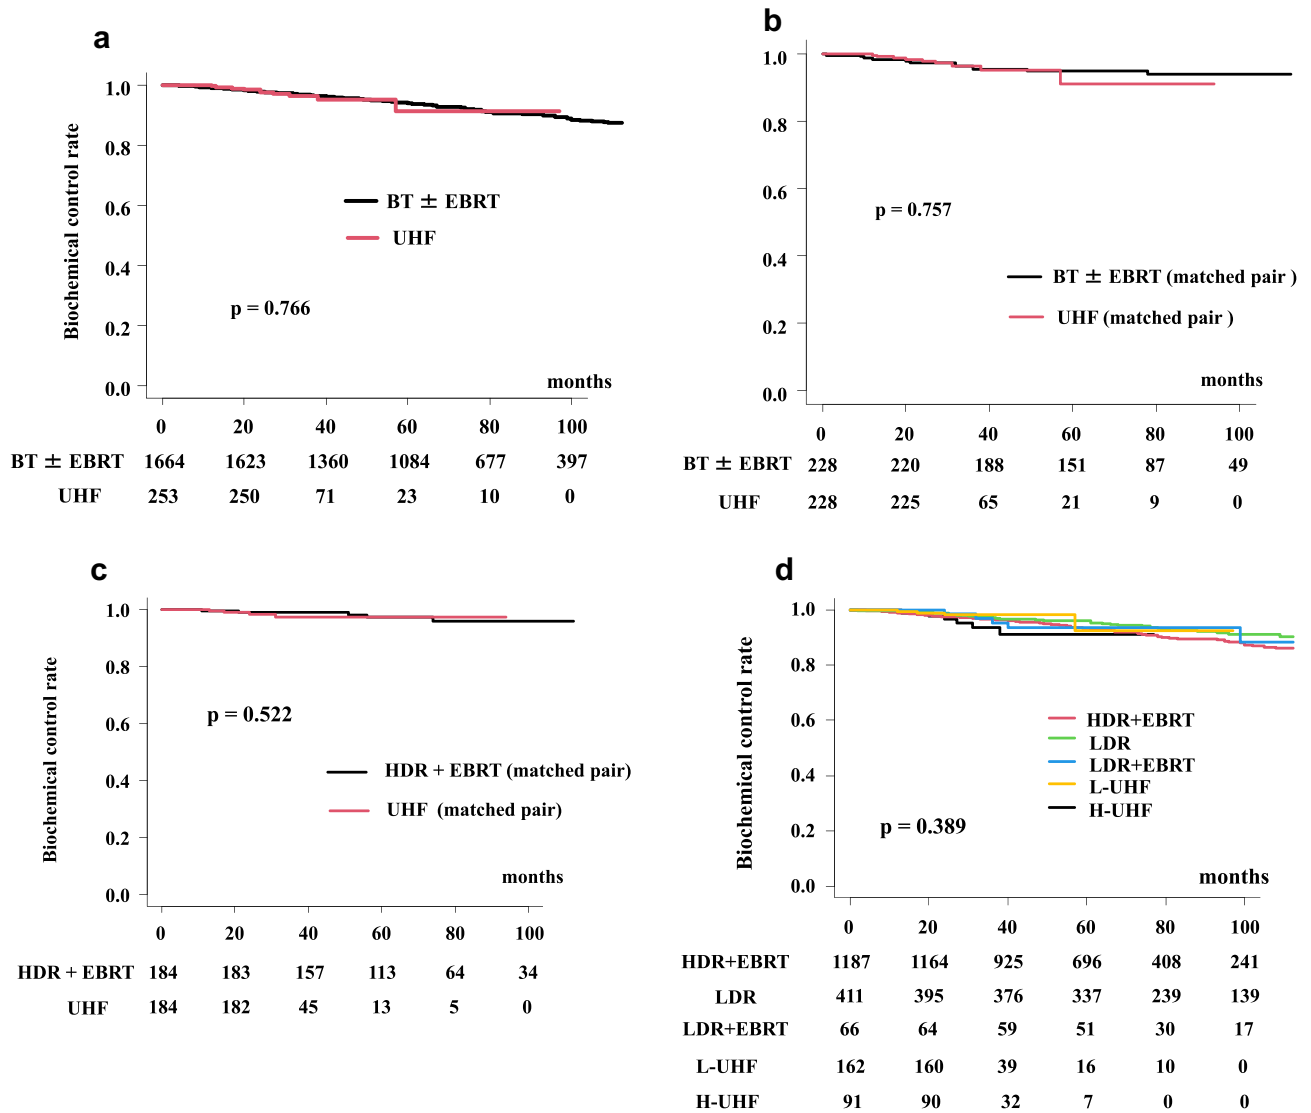 a
1.0
0.8
0.6
0.4
0.2
0.0
Biochemical control rate
BT ± EBRT
UHF
p = 0.766
months
0 20 40 60 80 100
BT ± EBRT 1664 1623 1360 1084 677 397
UHF 253 250 71 23 10 0
b
1.0
0.8
0.6
0.4
0.2
0.0
p = 0.757
BT ± EBRT (matched pair )
UHF (matched pair )
months
0 20 40 60 80 100
BT ± EBRT 228 220 188 151 87 49
UHF 228 225 65 21 9 0
c
1.0
0.8
0.6
0.4
0.2
0.0
Biochemical control rate
p = 0.522
HDR + EBRT (matched pair)
UHF (matched pair)
months
0 20 40 60 80 100
HDR + EBRT 184 183 157 113 64 34
UHF 184 182 45 13 5 0
d
1.0
0.8
0.6
0.4
0.2
0.0
Biochemical control rate
HDR+EBRT
LDR
LDR+EBRT
L-UHF
H-UHF
p = 0.389
months
0 20 40 60 80 100
HDR+EBRT 1187 1164 925 696 408 241
LDR 411 395 376 337 239 139
LDR+EBRT 66 64 59 51 30 17
L-UHF 162 160 39 16 10 0
H-UHF 91 90 32 7 0 0